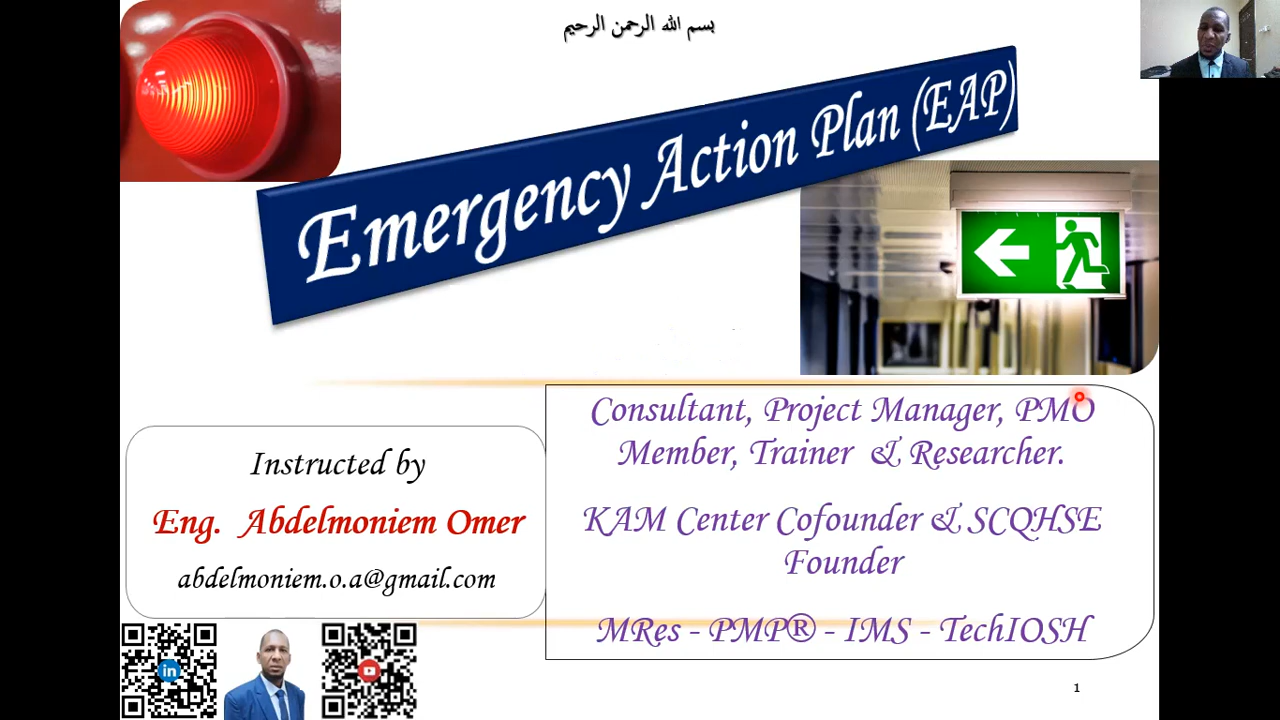 بسم الله الرحمن الرحيم
Emergency Action Plan (EAP)
Consultant, Project Manager, PMO
Member, Trainer & Researcher.
KAM Center Cofounder & SCQHSE
Founder
MRes - PMP® - IMS - TechIOSH
Instructed by
Eng. Abdelmoniem Omer
abdelmoniem.o.a@gmail.com
in
1